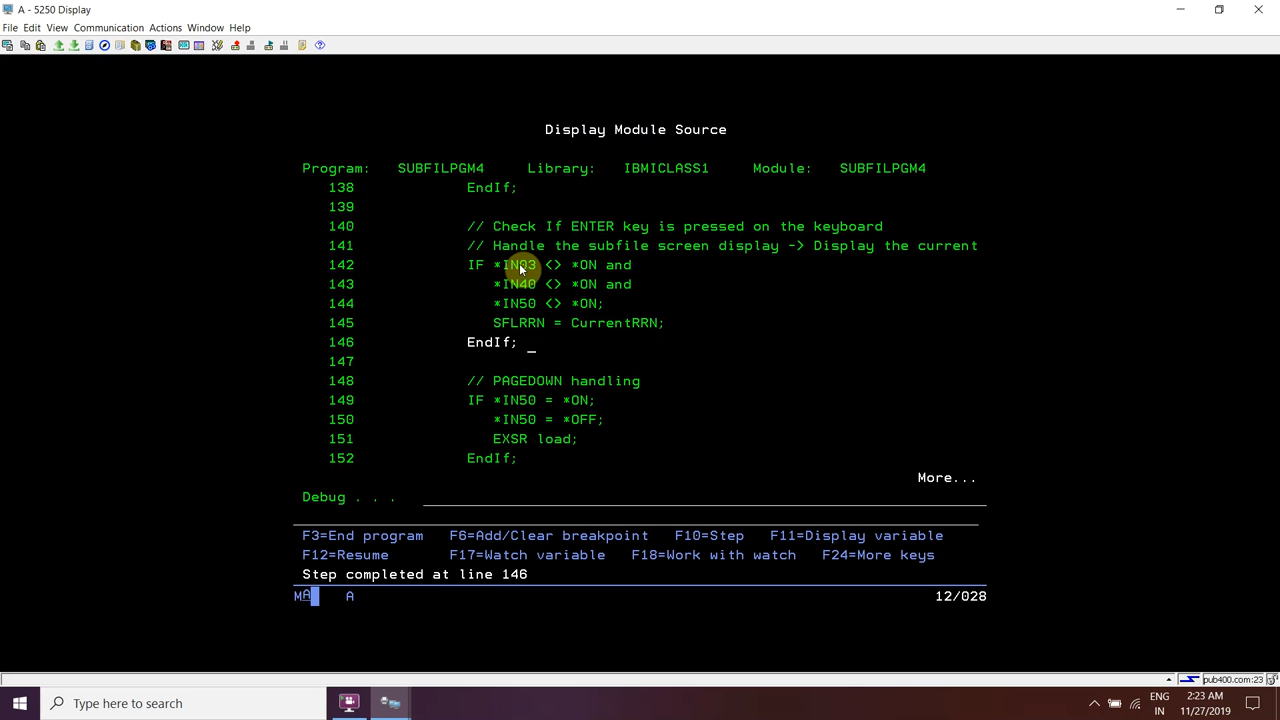 A - 5250 Display
File Edit View Communication Actions Window Help
Display Module Source
Program: SUBFILPGM4 Library: IBMICLASS1 Module: SUBFILPGM4
138 EndIf;
139
140 // Check If ENTER key is pressed on the keyboard
141 // Handle the subfile screen display -> Display the current
142 IF *IN03 <> *ON and
143 *IN40 <> *ON and
144 *IN50 <> *ON;
145 SFLRRN = CurrentRRN;
146 EndIf; _
147
148 // PAGEDOWN handling
149 IF *IN50 = *ON;
150 *IN50 = *OFF;
151 EXSR load;
152 EndIf;
More...
Debug . . .
F3=End program F6=Add/Clear breakpoint F10=Step F11=Display variable
F12=Resume F17=Watch variable F18=Work with watch F24=More keys
Step completed at line 146
MA A 12/028
pub400.com:23
Type here to search
ENG 2:23 AM
IN 11/27/2019